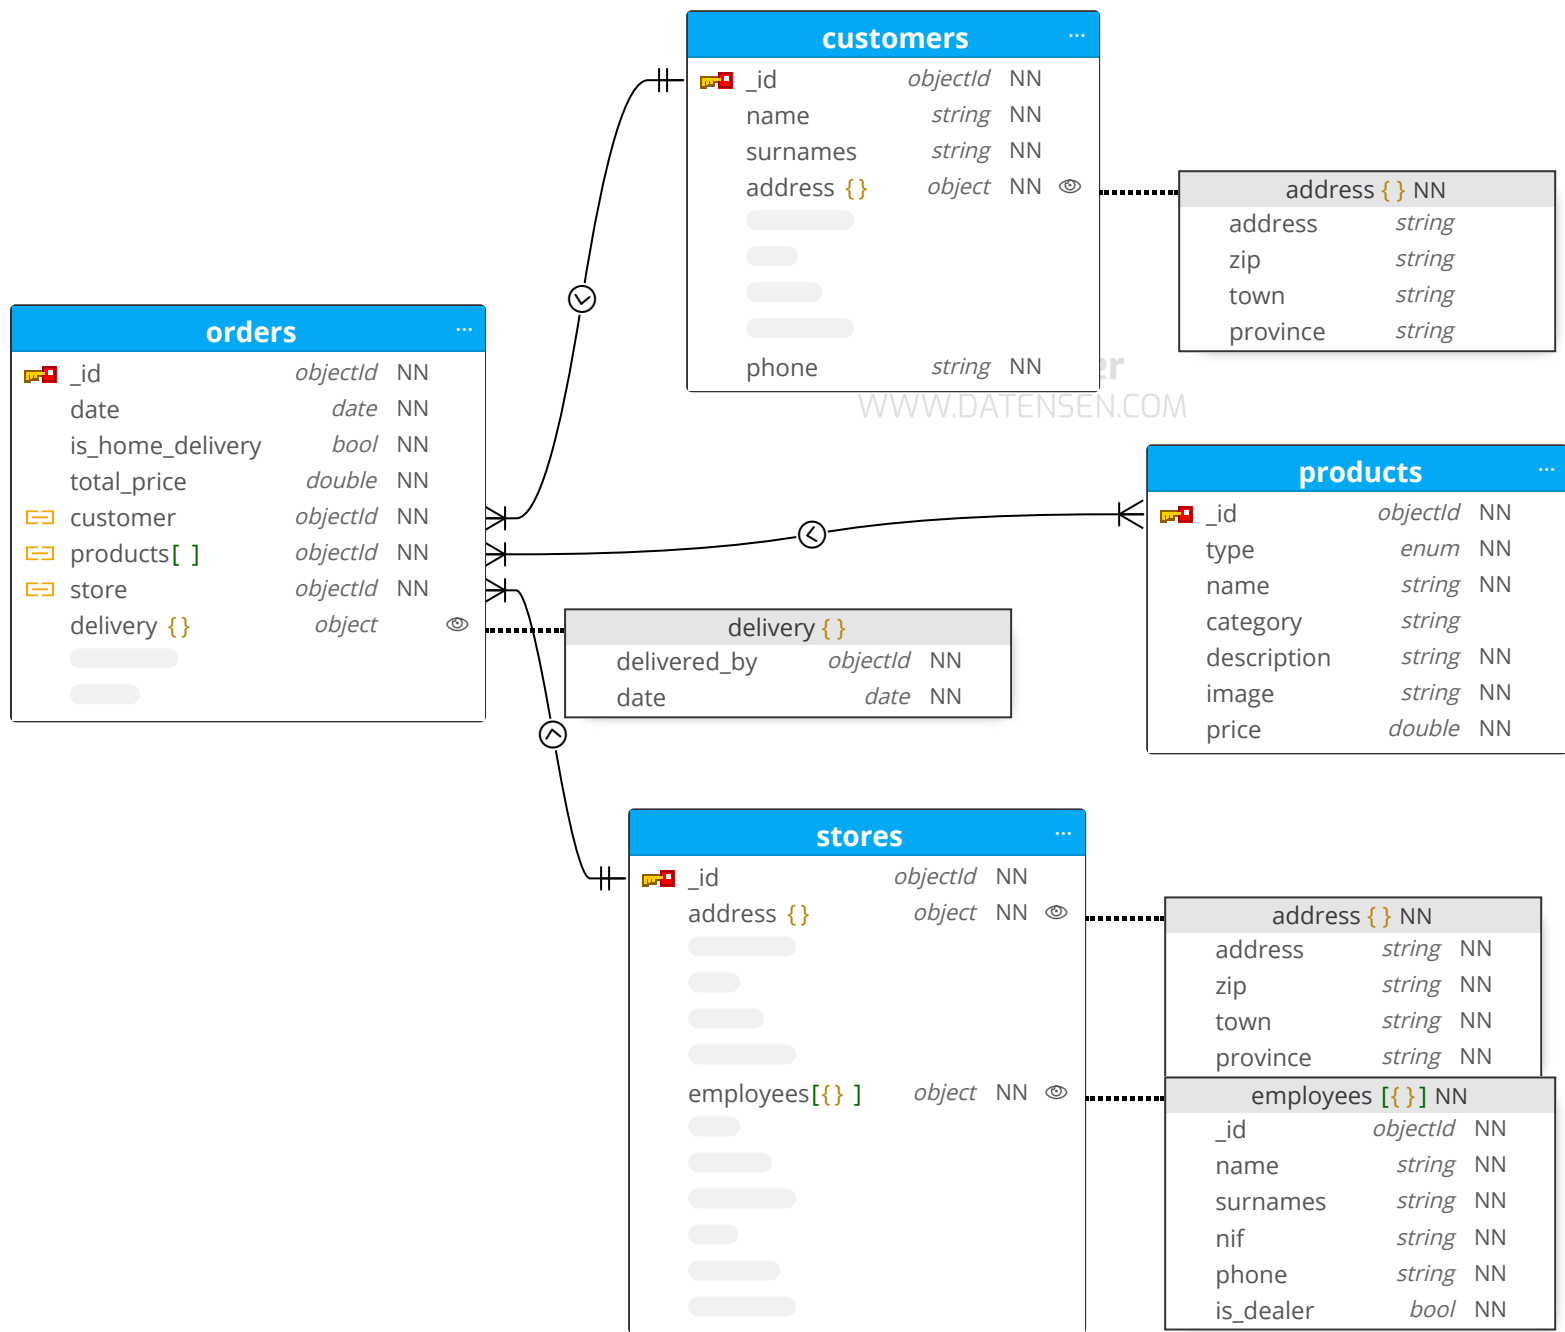 customers ...
_id objectId NN
name string NN
surnames string NN
address {} object NN
phone string NN
address { } NN
address string
zip string
town string
province string
er
WWW.DATENSEN.COM
orders ...
_id objectId NN
date date NN
is_home_delivery bool NN
total_price double NN
customer objectId NN
products[ ] objectId NN
store objectId NN
delivery {} object
delivery { }
delivered_by objectId NN
date date NN
products ...
_id objectId NN
type enum NN
name string NN
category string
description string NN
image string NN
price double NN
stores ...
_id objectId NN
address {} object NN
employees[{} ] object NN
address { } NN
address string NN
zip string NN
town string NN
province string NN
employees [{ }] NN
_id objectId NN
name string NN
surnames string NN
nif string NN
phone string NN
is_dealer bool NN